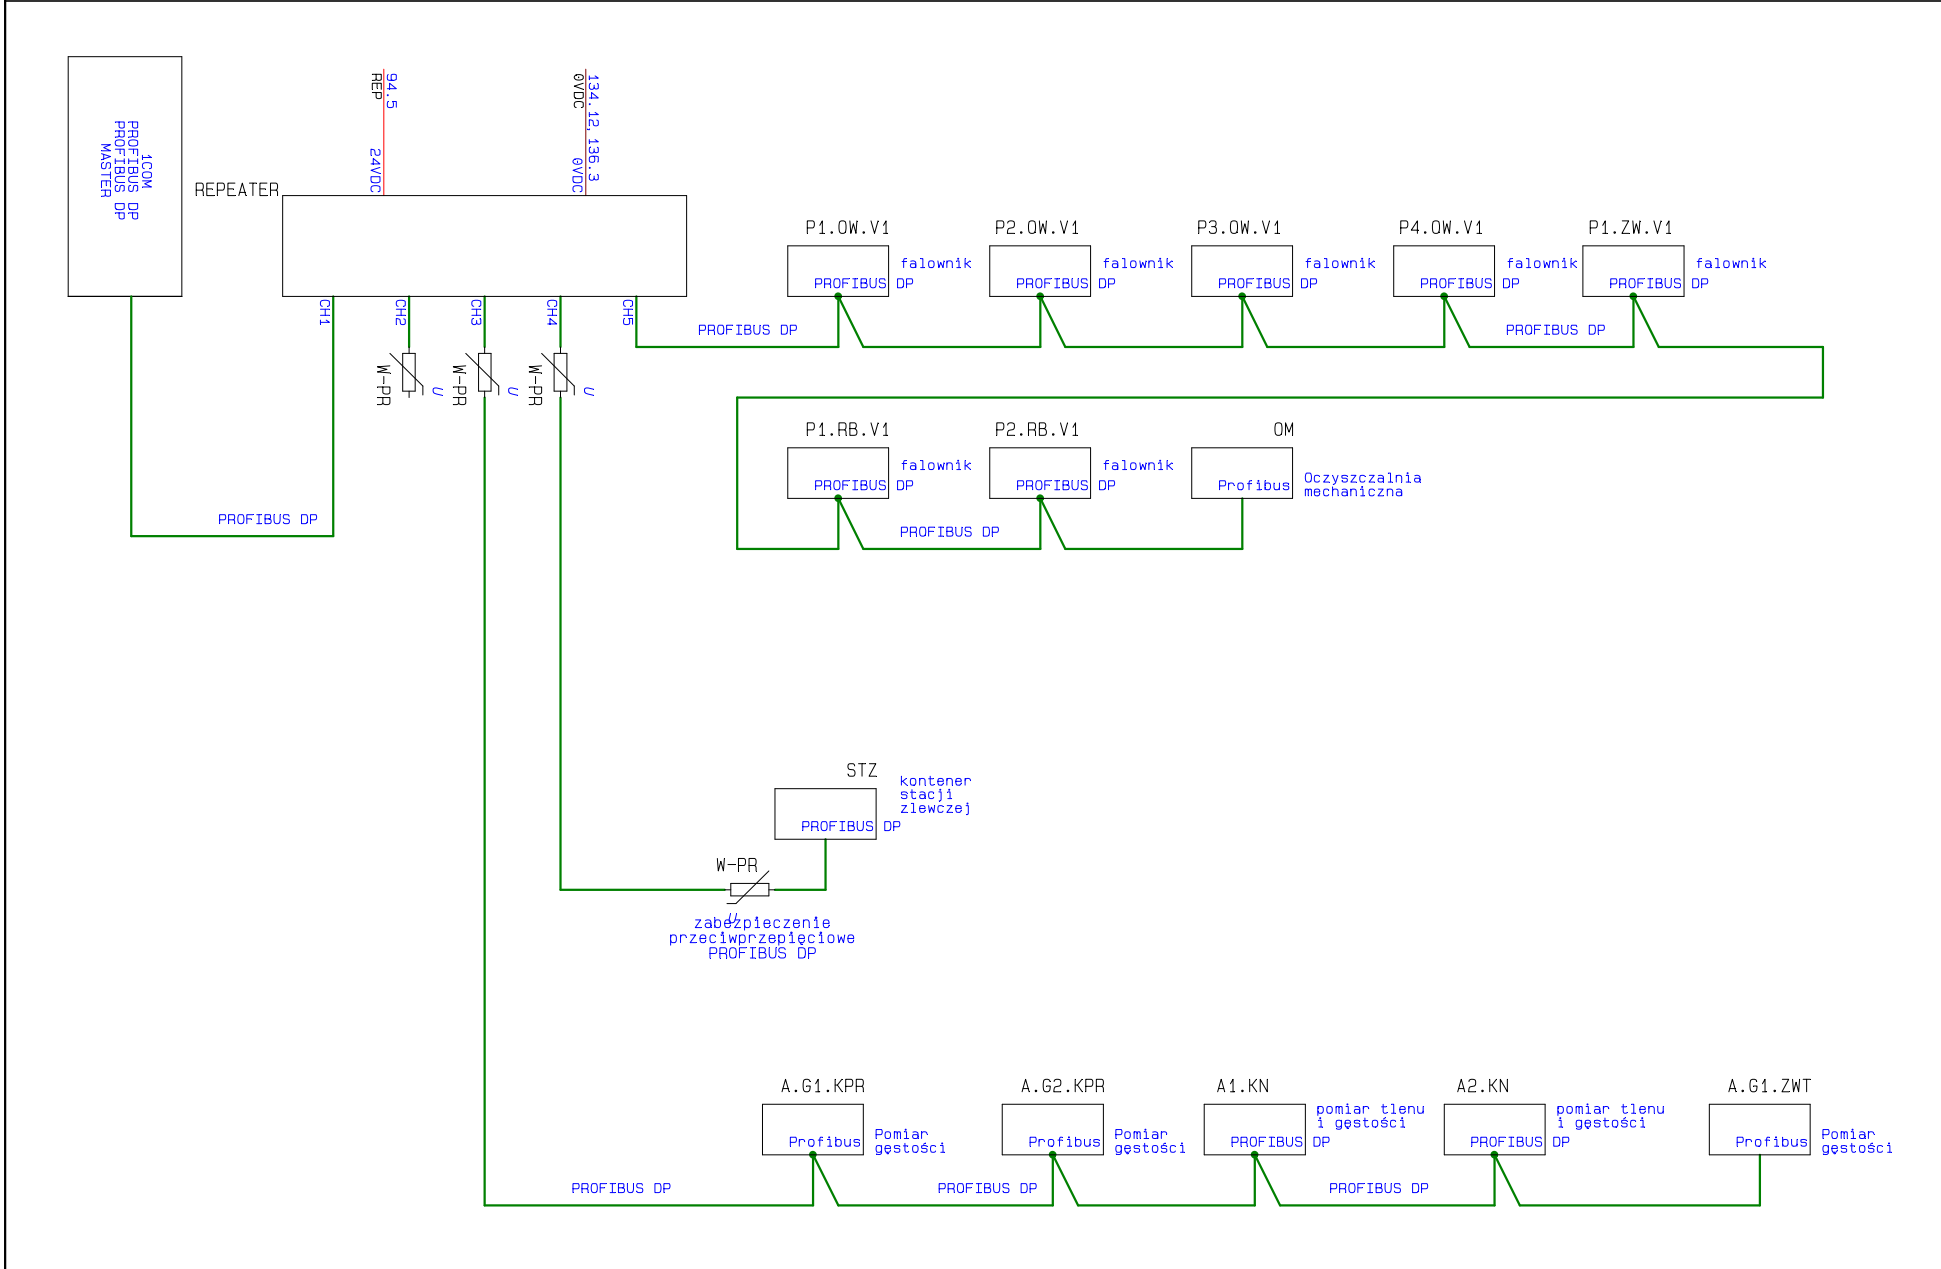 1COM
PROFIBUS DP
PROFIBUS DP
MASTER
REPEATER
94.5
REP
24VDC
134.12, 136.3
0VDC
0VDC
CH1
CH2
CH3
CH4
CH5
W-PR
U
W-PR
U
W-PR
U
PROFIBUS DP
P1.OW.V1
falownik
PROFIBUS DP
P2.OW.V1
falownik
PROFIBUS DP
P3.OW.V1
falownik
PROFIBUS DP
P4.OW.V1
falownik
PROFIBUS DP
P1.ZW.V1
falownik
PROFIBUS DP
PROFIBUS DP
PROFIBUS DP
P1.RB.V1
falownik
PROFIBUS DP
P2.RB.V1
falownik
PROFIBUS DP
OM
Profibus
Oczyszczalnia
mechaniczna
PROFIBUS DP
STZ
kontener
stacji
zlewczej
PROFIBUS DP
W-PR
U
zabezpieczenie
przeciwprzepięciowe
PROFIBUS DP
A.G1.KPR
Profibus
Pomiar
gęstości
A.G2.KPR
Profibus
Pomiar
gęstości
A1.KN
pomiar tlenu
i gęstości
PROFIBUS DP
A2.KN
pomiar tlenu
i gęstości
PROFIBUS DP
A.G1.ZWT
Profibus
Pomiar
gęstości
PROFIBUS DP
PROFIBUS DP
PROFIBUS DP